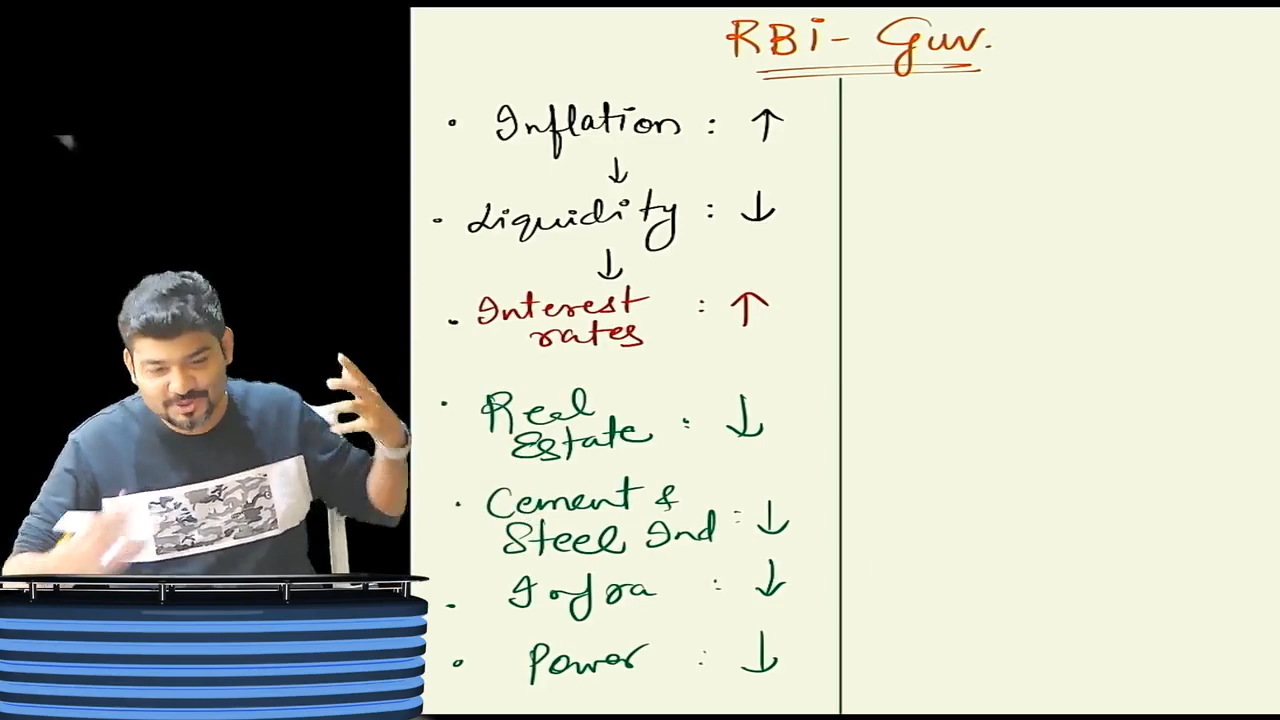 RBi - Guv.
• Inflation : ↑
↓
• Liquidity : ↓
↓
• Interest rates : ↑
• Real Estate : ↓
• Cement & Steel Ind : ↓
• Infra : ↓
• Power : ↓